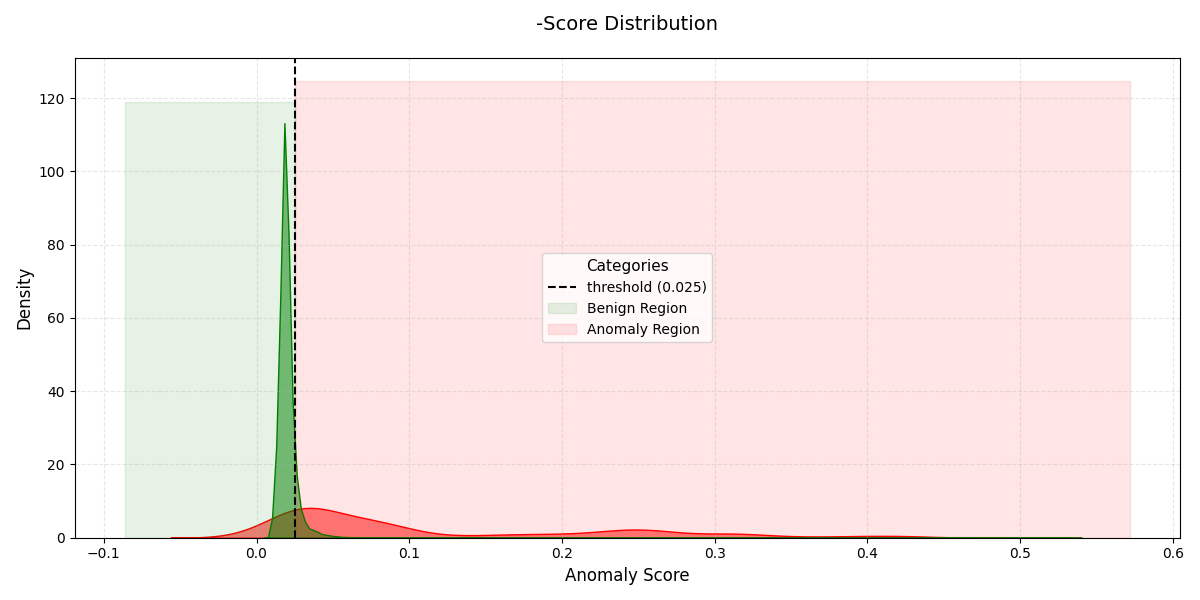 -Score Distribution
Density
120
100
80
60
40
20
0
Categories
threshold (0.025)
Benign Region
Anomaly Region
−0.1
0.0
0.1
0.2
0.3
0.4
0.5
0.6
Anomaly Score